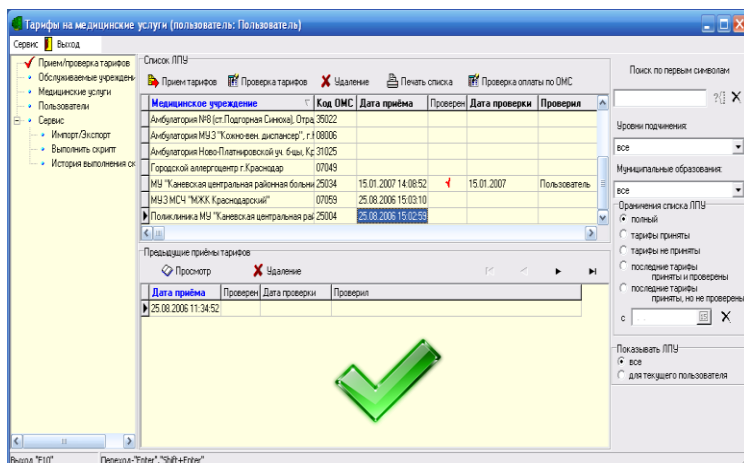 Тарифы на медицинские услуги (пользователь: Пользователь)
Сервис Выход
Прием/проверка тарифов
Обслуживаемые учрежден
Медицинские услуги
Пользователи
Сервис
Импорт/Экспорт
Выполнить скрипт
История выполнения ск
Список ЛПУ
Прием тарифов Проверка тарифов Удаление Печать списка Проверка оплаты по ОМС
Медицинское учреждение Код ОМС Дата приёма Проверен Дата проверки Проверил
Амбулатория №8 (ст.Подгорная Синюха), Отра 35022
Амбулатория МУЗ "Кожно-вен. диспансер", г. 08006
Амбулатория Ново-Платнировской уч. б-цы, Кр 31025
Городской аллергоцентр г.Краснодар 07049
МУ "Каневская центральная районная больни 25034 15.01.2007 14:08:52 15.01.2007 Пользователь
МУЗ МСЧ "МЖК Краснодарский" 07059 25.08.2006 15:03:10
Поликлиника МУ "Каневская центральная ра 25004 25.08.2006 15:02:59
Предыдущие приёмы тарифов
Просмотр Удаление
Дата приёма Проверен Дата проверки Проверил
25.08.2006 11:34:52
Поиск по первым символам
Уровни подчинения:
все
Муниципальные образования:
все
Ограничения списка ЛПУ
полный
тарифы приняты
тарифы не приняты
последние тарифы
приняты и проверены
последние тарифы
приняты, но не проверены
с
Показывать ЛПУ
все
для текущего пользователя
Выход "F10" Переход-"Enter","Shift+Enter"